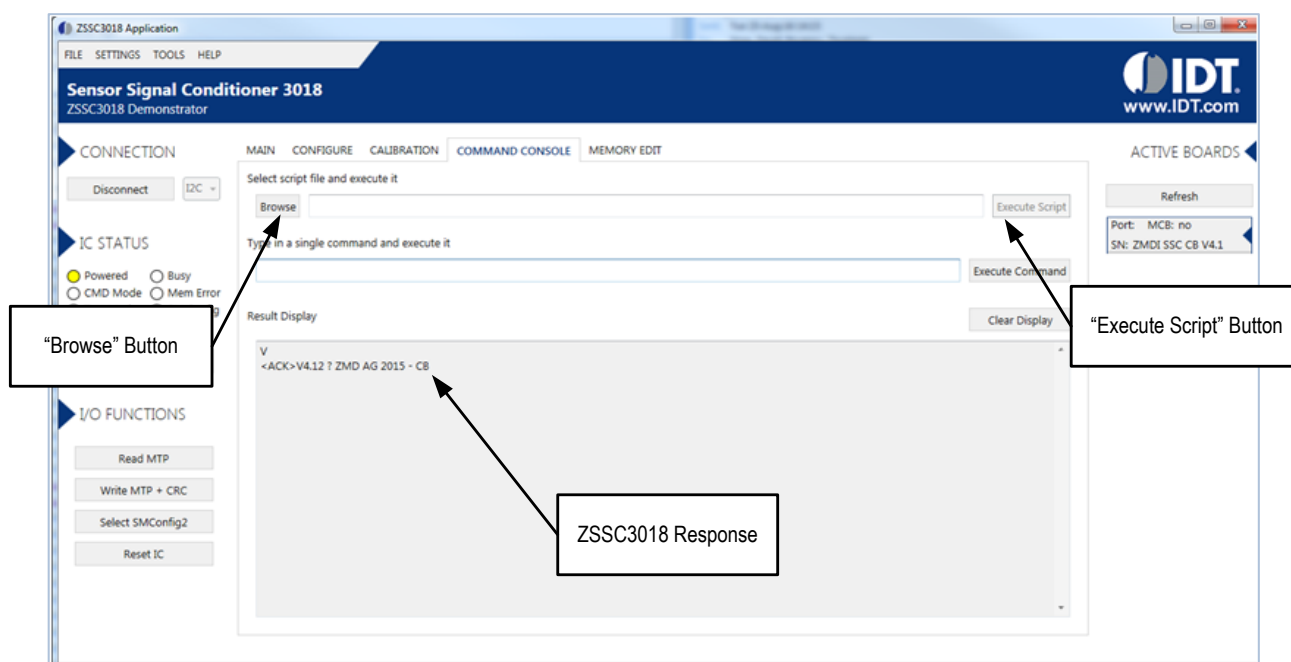 ZSSC3018 Application
FILE SETTINGS TOOLS HELP
Sensor Signal Conditioner 3018
ZSSC3018 Demonstrator
IDT.
www.IDT.com
CONNECTION
Disconnect I2C
IC STATUS
Powered Busy
CMD Mode Mem Error
"Browse" Button
I/O FUNCTIONS
Read MTP
Write MTP + CRC
Select SMConfig2
Reset IC
MAIN CONFIGURE CALIBRATION COMMAND CONSOLE MEMORY EDIT
Select script file and execute it
Browse Execute Script
Type in a single command and execute it
Execute Command
Result Display Clear Display
V
<ACK>V4.12 ? ZMD AG 2015 - CB
ZSSC3018 Response
ACTIVE BOARDS
Refresh
Port: MCB: no
SN: ZMDI SSC CB V4.1
“Execute Script” Button